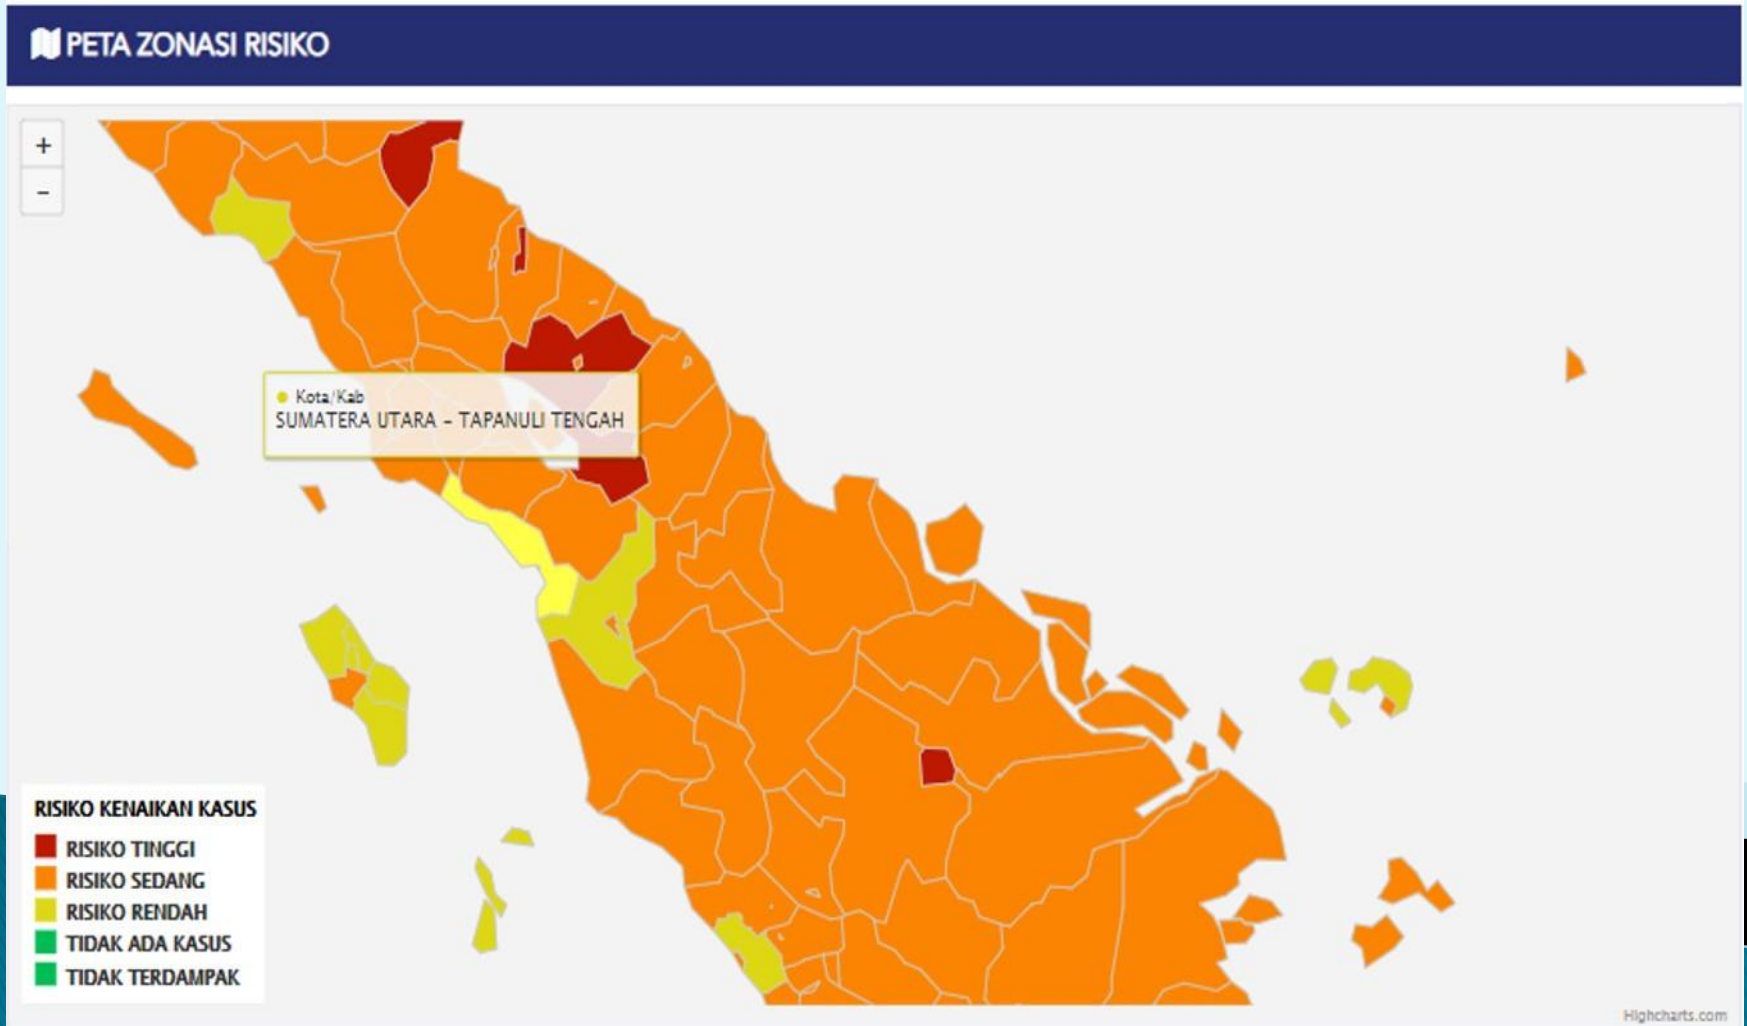 PETA ZONASI RISIKO
+
−
Kota/Kab
SUMATERA UTARA – TAPANULI TENGAH
RISIKO KENAIKAN KASUS
RISIKO TINGGI
RISIKO SEDANG
RISIKO RENDAH
TIDAK ADA KASUS
TIDAK TERDAMPAK
Highcharts.com